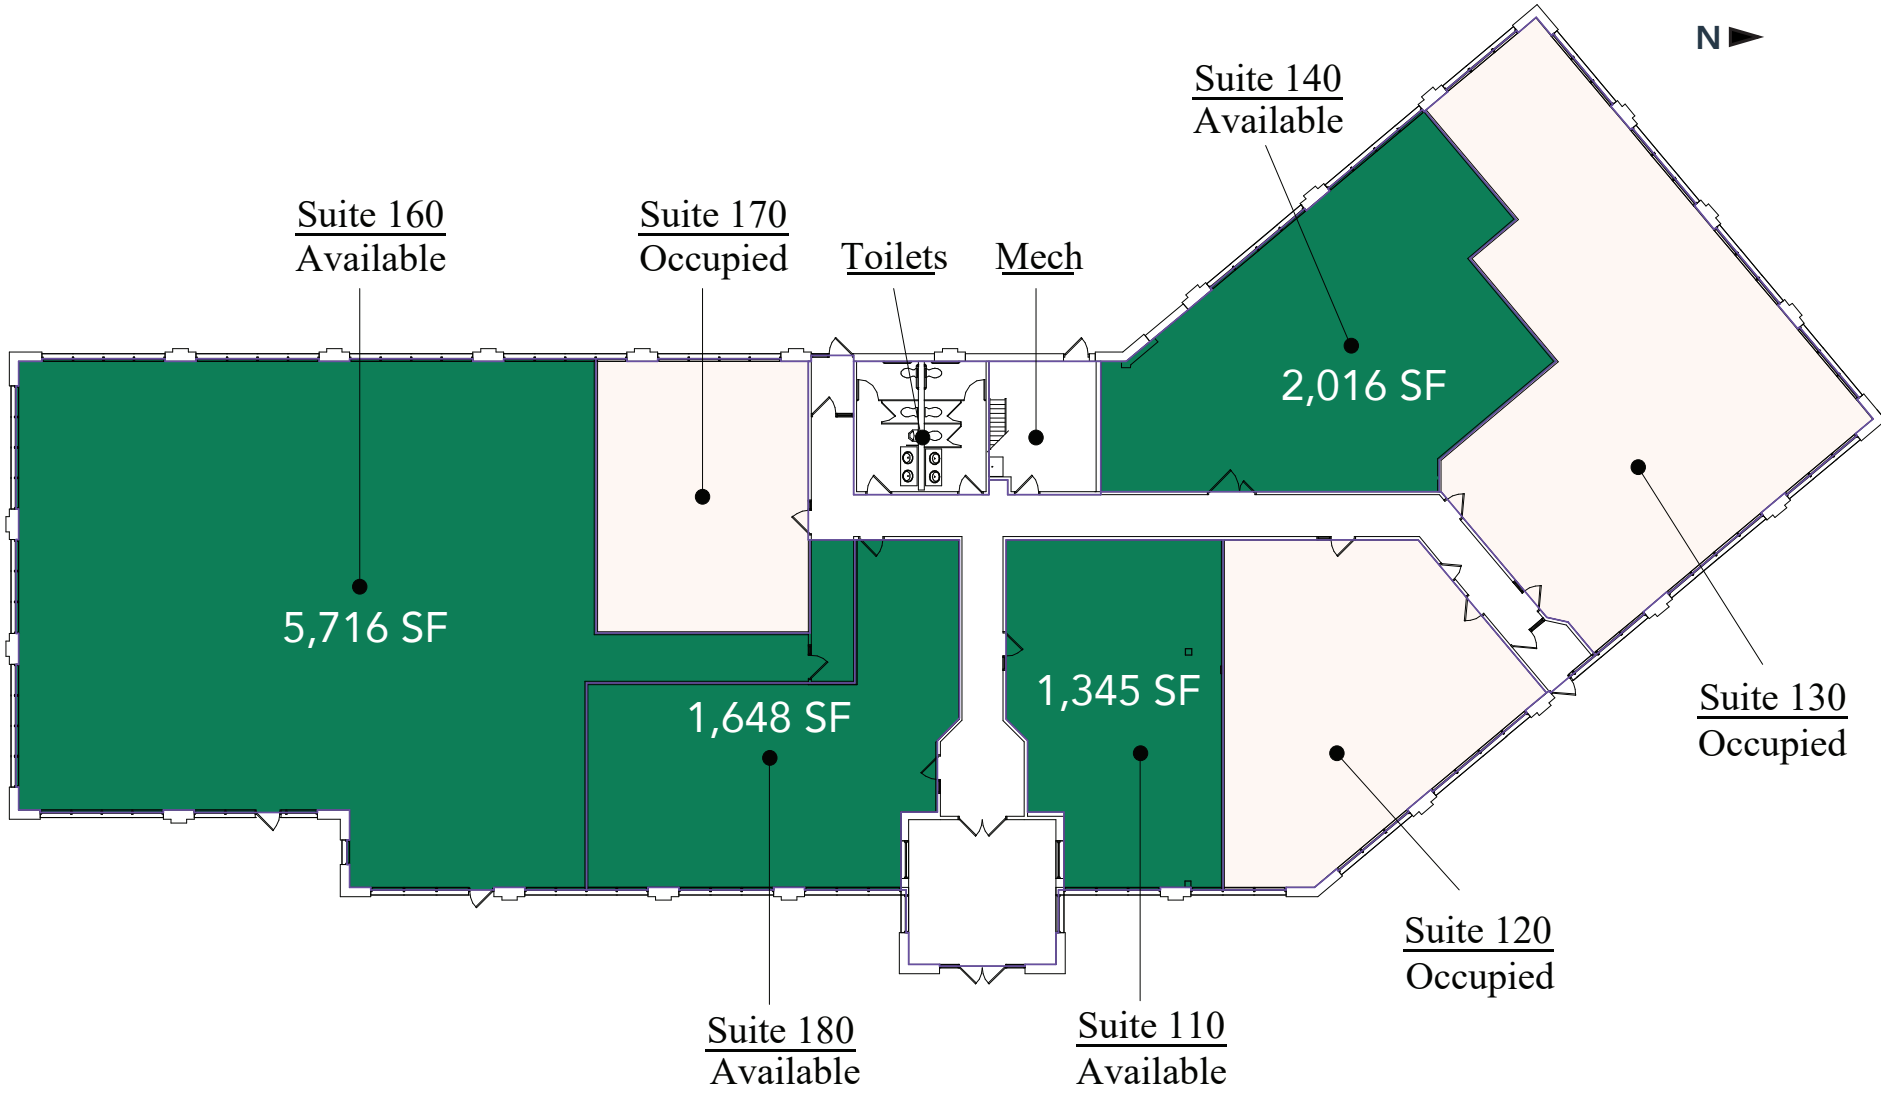 N
Suite 140
Available
Suite 160
Available
Suite 170
Occupied
Toilets
Mech
2,016 SF
5,716 SF
1,648 SF
1,345 SF
Suite 130
Occupied
Suite 120
Occupied
Suite 180
Available
Suite 110
Available